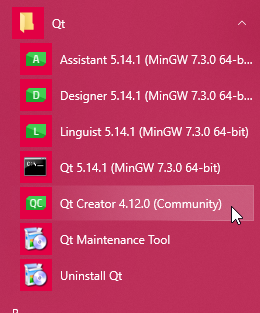 Qt
Assistant 5.14.1 (MinGW 7.3.0 64-b...
Designer 5.14.1 (MinGW 7.3.0 64-b...
Linguist 5.14.1 (MinGW 7.3.0 64-bit)
Qt 5.14.1 (MinGW 7.3.0 64-bit)
Qt Creator 4.12.0 (Community)
Qt Maintenance Tool
Uninstall Qt